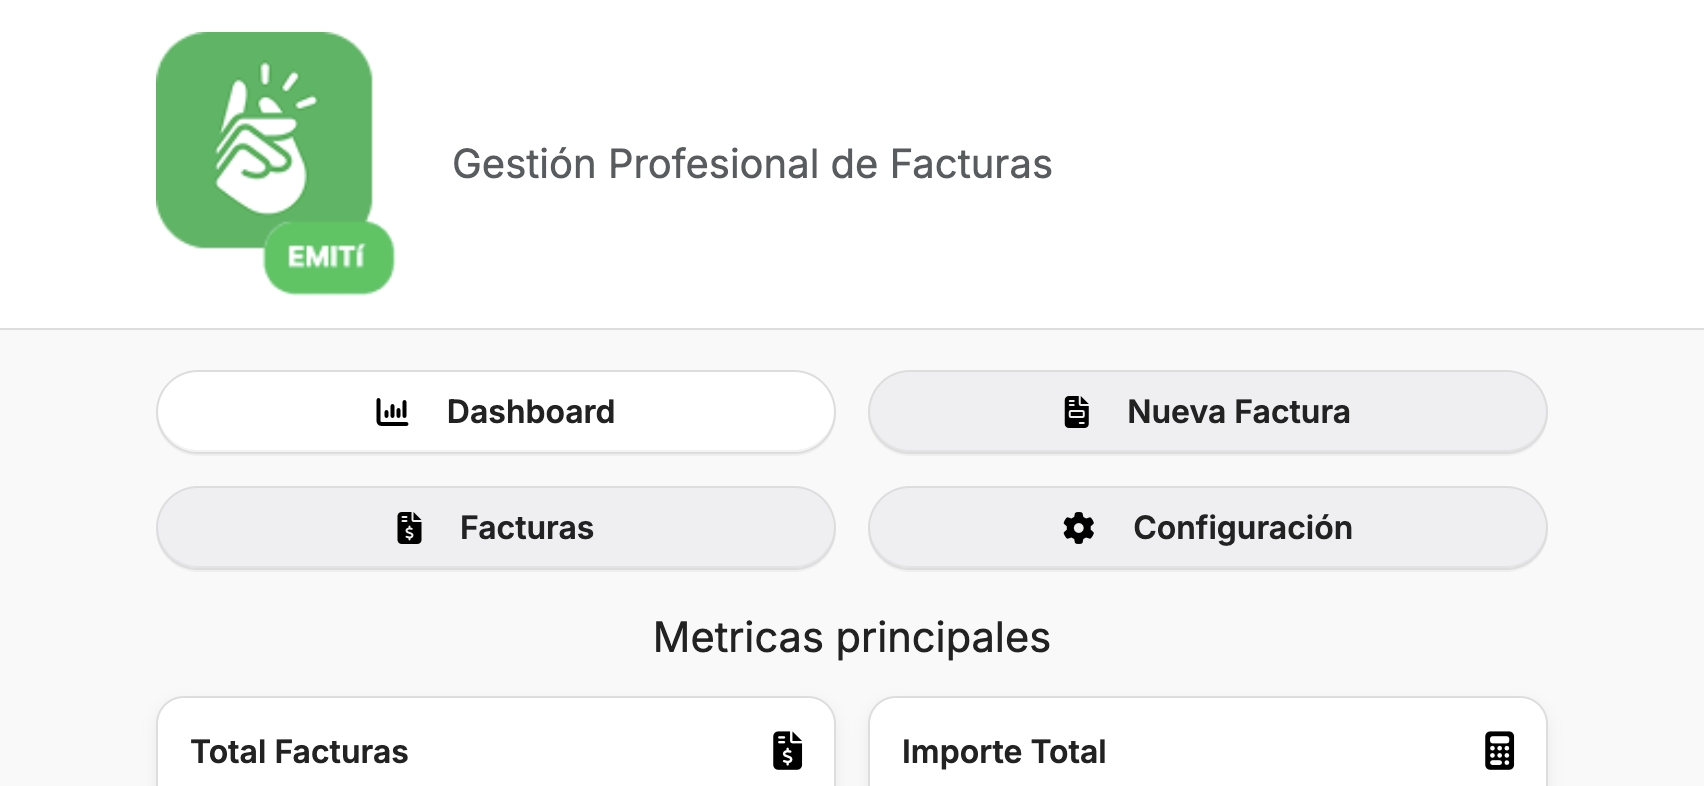 EMITÍ
Gestión Profesional de Facturas
Dashboard
Nueva Factura
Facturas
Configuración
Metricas principales
Total Facturas
Importe Total